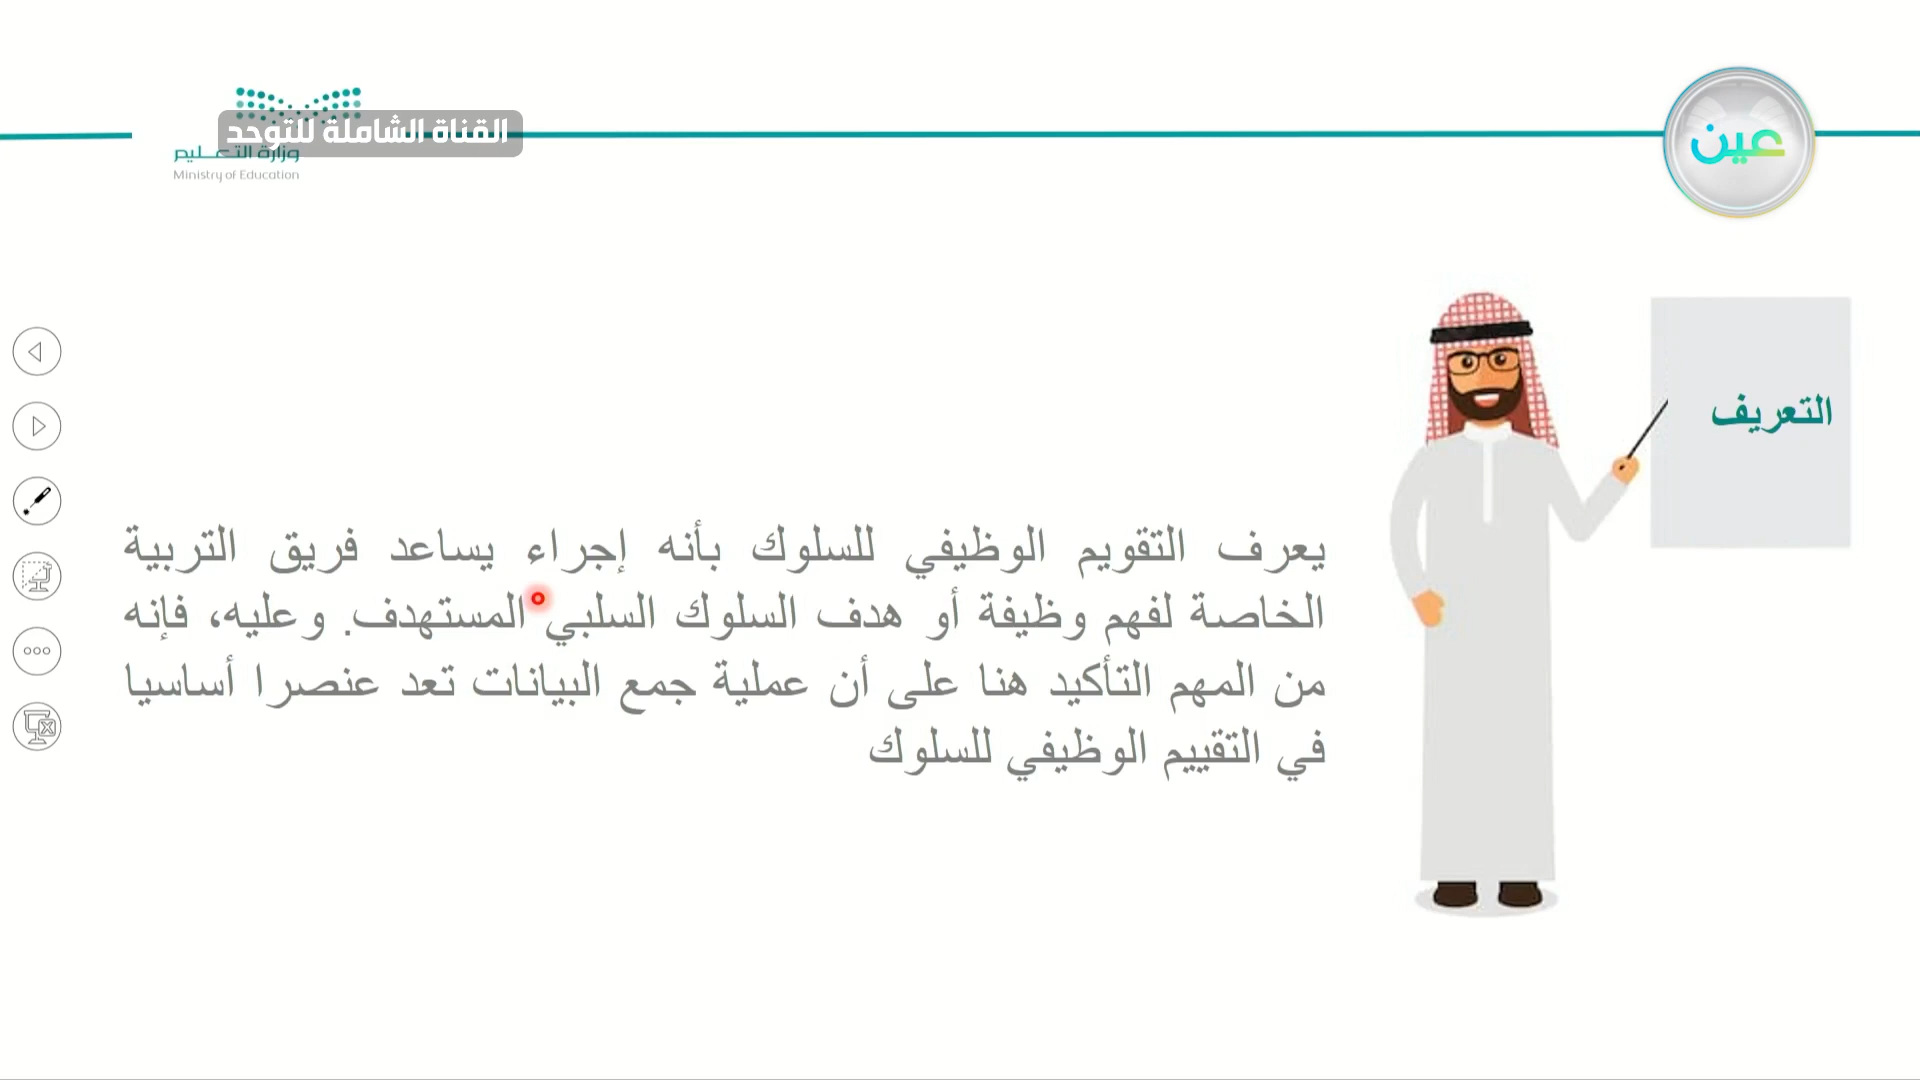 القناة الشاملة للتوحد
وزارة التعليم
Ministry of Education
عين
التعريف
يعرف التقويم الوظيفي للسلوك بأنه إجراء يساعد فريق التربية
الخاصة لفهم وظيفة أو هدف السلوك السلبي المستهدف. وعليه، فإنه
من المهم التأكيد هنا على أن عملية جمع البيانات تعد عنصرا أساسيا
في التقييم الوظيفي للسلوك